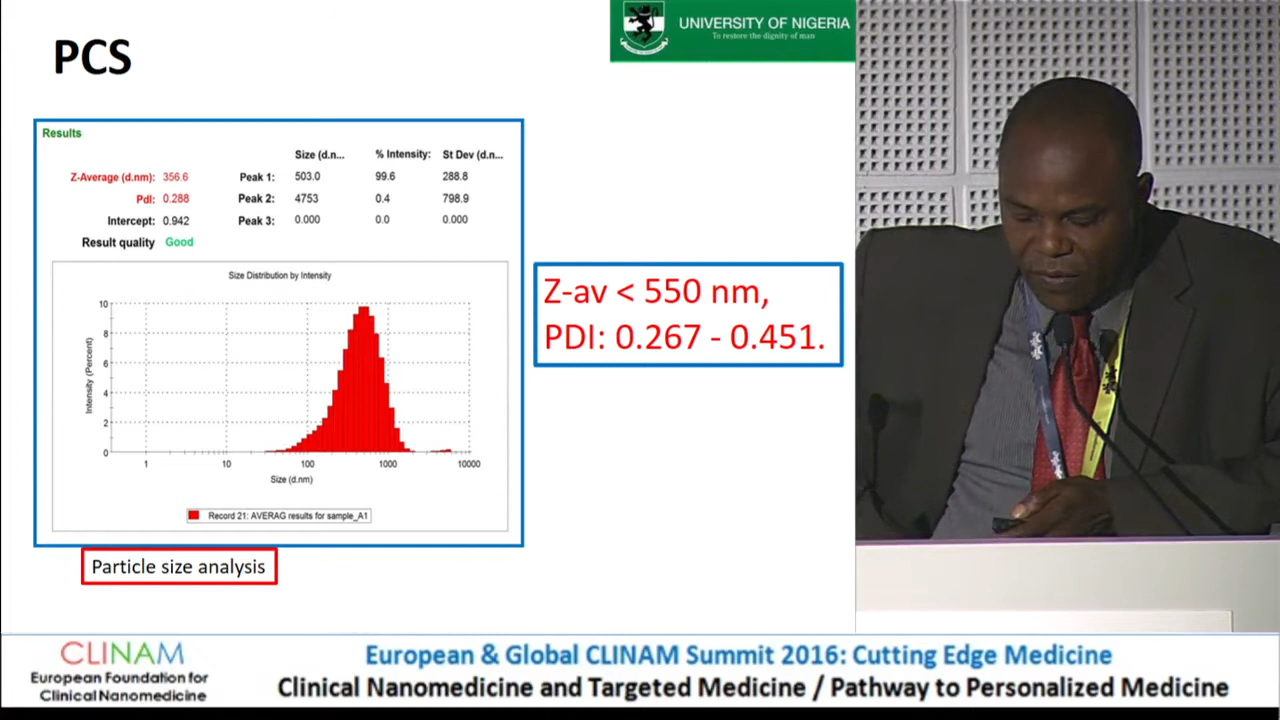 PCS
UNIVERSITY OF NIGERIA
To restore the dignity of man
Results
Size (d.n... % Intensity: St Dev (d.n...
Z-Average (d.nm): 356.6 Peak 1: 503.0 99.6 288.8
PdI: 0.288 Peak 2: 4753 0.4 798.9
Intercept: 0.942 Peak 3: 0.000 0.0 0.000
Result quality Good
Size Distribution by Intensity
Intensity (Percent)
10
8
6
4
2
0
1 10 100 1000 10000
Size (d.nm)
Record 21: AVERAG results for sample_A1
Z-av < 550 nm,
PDI: 0.267 - 0.451.
Particle size analysis
CLINAM
European Foundation for
Clinical Nanomedicine
European & Global CLINAM Summit 2016: Cutting Edge Medicine
Clinical Nanomedicine and Targeted Medicine / Pathway to Personalized Medicine